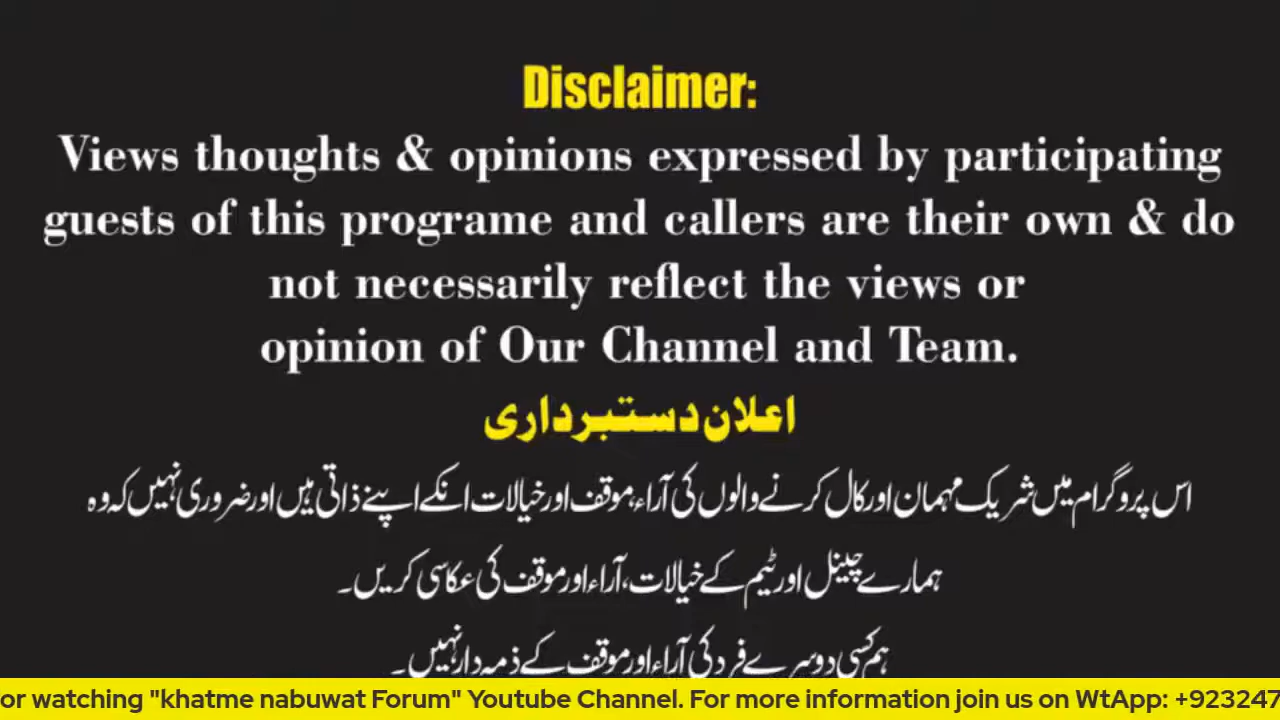 Disclaimer:
Views thoughts & opinions expressed by participating
guests of this programe and callers are their own & do
not necessarily reflect the views or
opinion of Our Channel and Team.
اعلان دستبرداری
اس پروگرام میں شریک مہمان اور کال کرنے والوں کی آراء، موقف اور خیالات انکے اپنے ذاتی ہیں اور ضروری نہیں کہ وہ
ہمارے چینل اور ٹیم کے خیالات، آراء اور موقف کی عکاسی کریں۔
ہم کسی دوسرے فرد کی آراء اور موقف کے ذمہ دار نہیں۔
or watching "khatme nabuwat Forum" Youtube Channel. For more information join us on WtApp: +923247